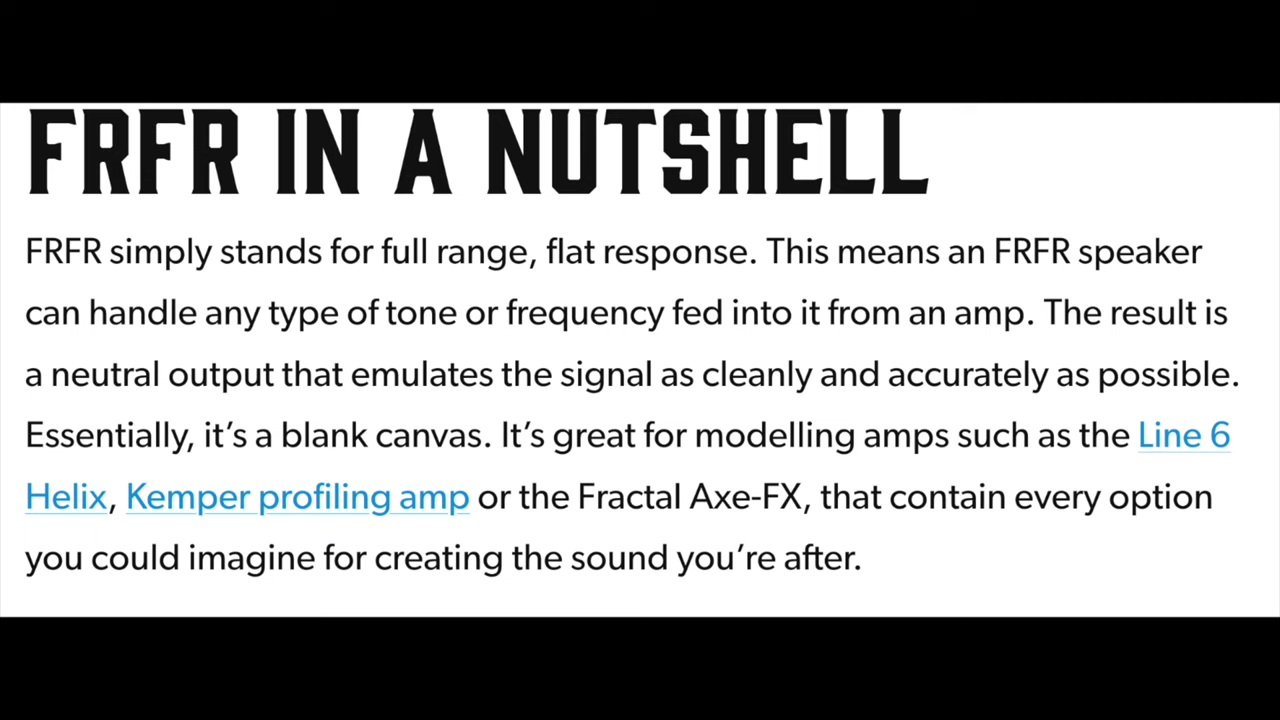 FRFR IN A NUTSHELL
FRFR simply stands for full range, flat response. This means an FRFR speaker
can handle any type of tone or frequency fed into it from an amp. The result is
a neutral output that emulates the signal as cleanly and accurately as possible.
Essentially, it’s a blank canvas. It’s great for modelling amps such as the Line 6
Helix, Kemper profiling amp or the Fractal Axe-FX, that contain every option
you could imagine for creating the sound you’re after.